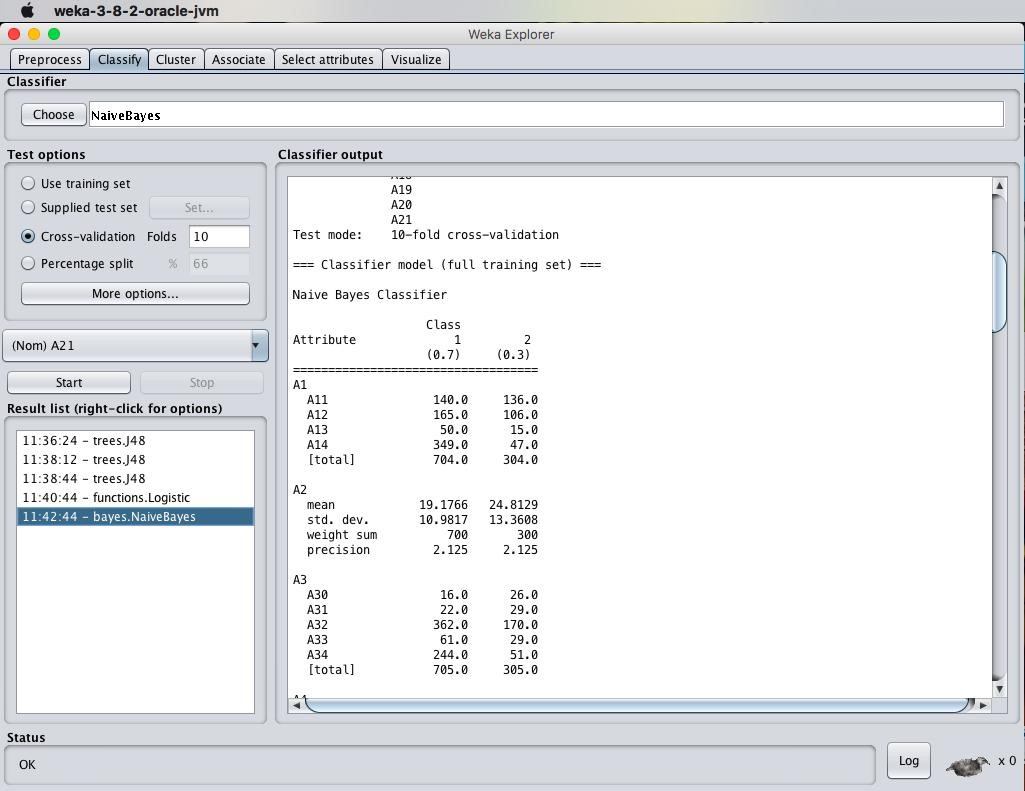 weka-3-8-2-oracle-jvm
Weka Explorer
Preprocess Classify Cluster Associate Select attributes Visualize
Classifier
Choose NaiveBayes
Test options
Use training set
Supplied test set Set...
Cross-validation Folds 10
Percentage split % 66
More options...
(Nom) A21
Start Stop
Result list (right-click for options)
11:36:24 - trees.J48
11:38:12 - trees.J48
11:38:44 - trees.J48
11:40:44 - functions.Logistic
11:42:44 - bayes.NaiveBayes
Classifier output
A19
A20
A21
Test mode: 10-fold cross-validation
=== Classifier model (full training set) ===
Naive Bayes Classifier
Class
Attribute 1 2
(0.7) (0.3)
===================================
A1
A11 140.0 136.0
A12 165.0 106.0
A13 50.0 15.0
A14 349.0 47.0
[total] 704.0 304.0
A2
mean 19.1766 24.8129
std. dev. 10.9817 13.3608
weight sum 700 300
precision 2.125 2.125
A3
A30 16.0 26.0
A31 22.0 29.0
A32 362.0 170.0
A33 61.0 29.0
A34 244.0 51.0
[total] 705.0 305.0
Status
OK
Log x 0